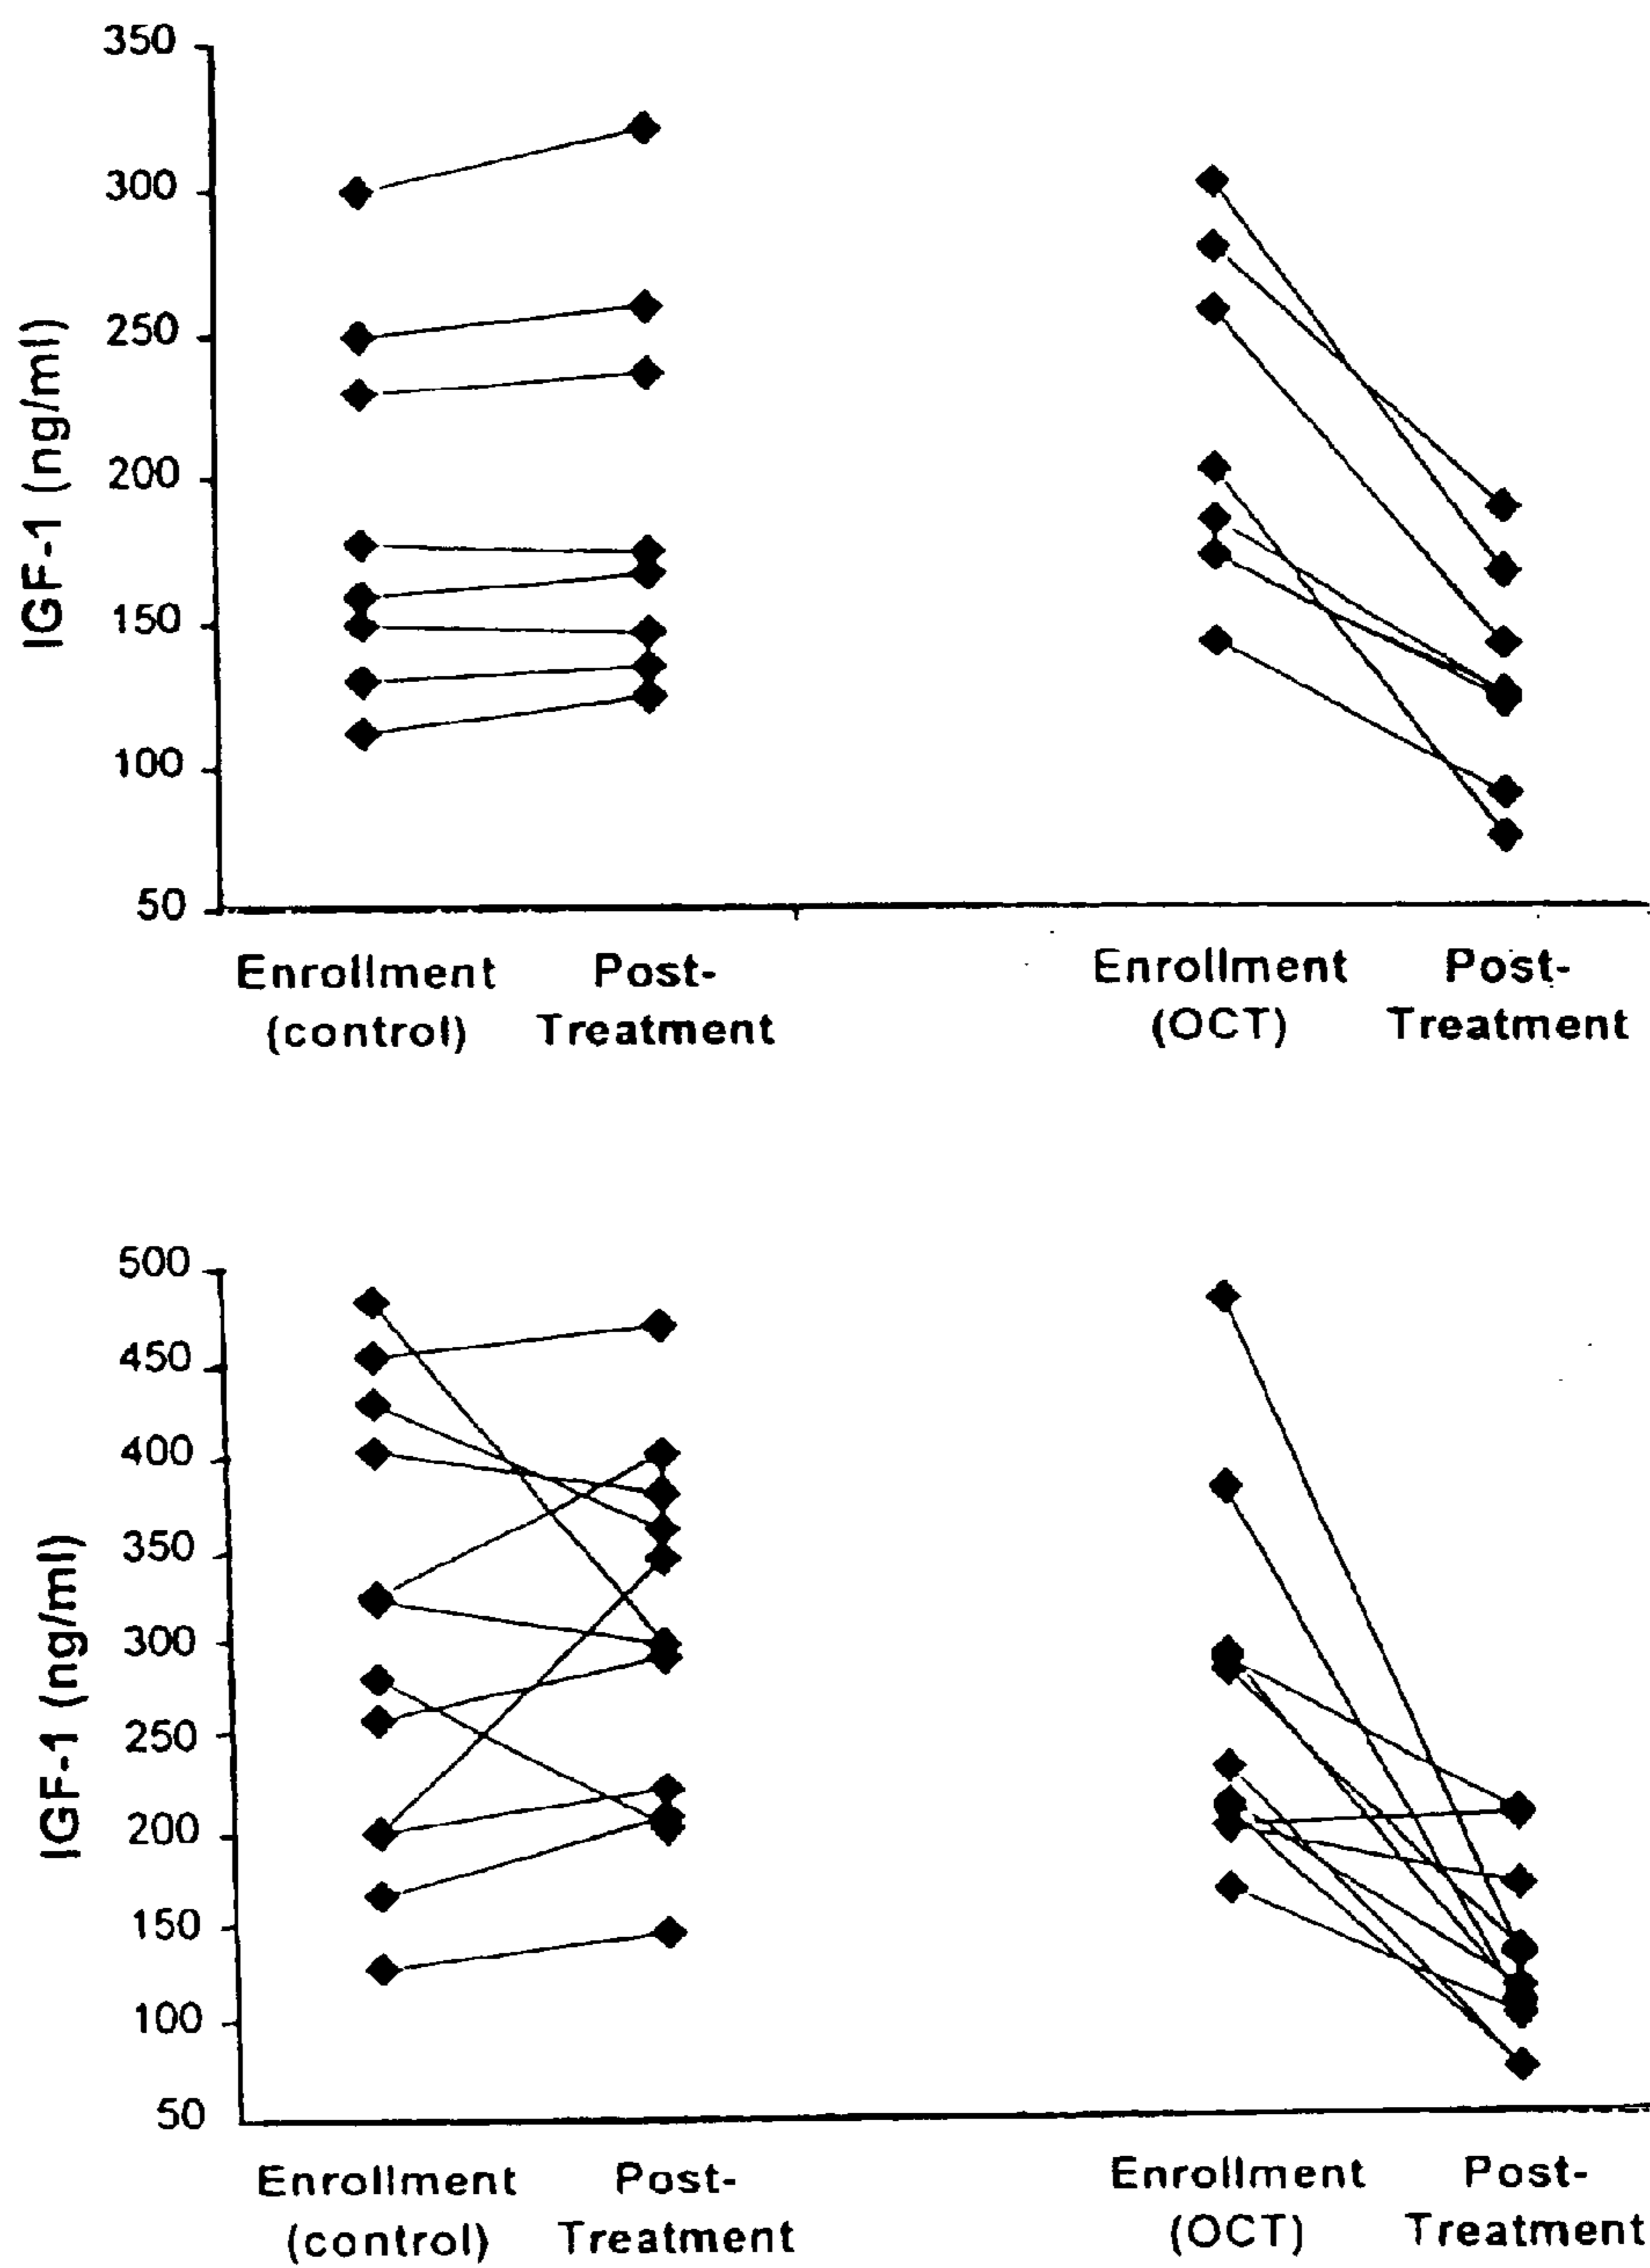 350
300
250
200
150
100
50
IGF-1 (ng/ml)
Enrollment Post- Enrollment Post-
(control) Treatment (OCT) Treatment
500
450
400
350
300
250
200
150
100
50
IGF-1 (ng/ml)
Enrollment Post- Enrollment Post-
(control) Treatment (OCT) Treatment